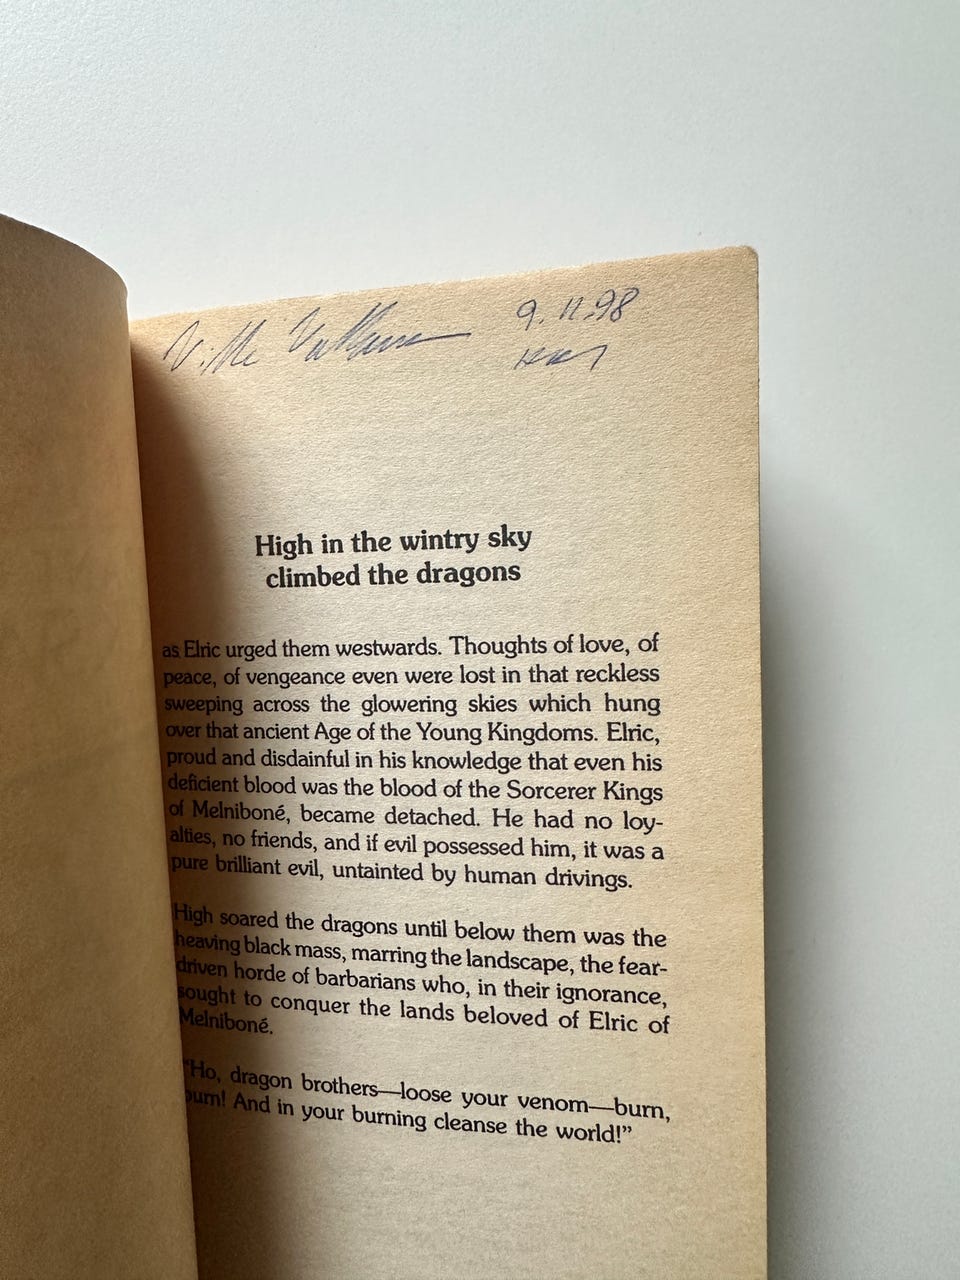 Ville
9.11.98
High in the wintry sky
climbed the dragons
as Elric urged them westwards. Thoughts of love, of
peace, of vengeance even were lost in that reckless
sweeping across the glowering skies which hung
over that ancient Age of the Young Kingdoms. Elric,
proud and disdainful in his knowledge that even his
deficient blood was the blood of the Sorcerer Kings
of Melniboné, became detached. He had no loy-
alties, no friends, and if evil possessed him, it was a
pure brilliant evil, untainted by human drivings.
High soared the dragons until below them was the
heaving black mass, marring the landscape, the fear-
driven horde of barbarians who, in their ignorance,
sought to conquer the lands beloved of Elric of
Melniboné.
"Ho, dragon brothers—loose your venom—burn,
burn! And in your burning cleanse the world!"